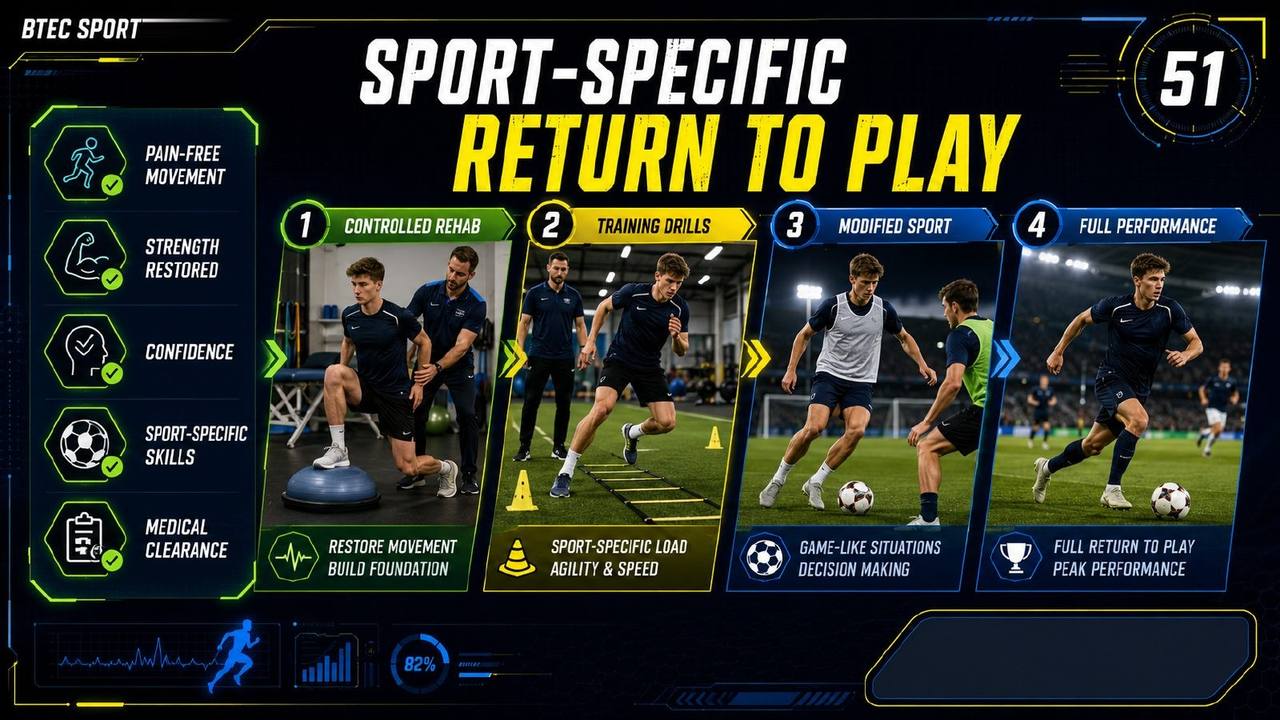 BTEC SPORT
51
SPORT-SPECIFIC
RETURN TO PLAY
PAIN-FREE
MOVEMENT
STRENGTH
RESTORED
CONFIDENCE
SPORT-SPECIFIC
SKILLS
MEDICAL
CLEARANCE
1 CONTROLLED REHAB
RESTORE MOVEMENT
BUILD FOUNDATION
2 TRAINING DRILLS
SPORT-SPECIFIC LOAD
AGILITY & SPEED
3 MODIFIED SPORT
GAME-LIKE SITUATIONS
DECISION MAKING
4 FULL PERFORMANCE
FULL RETURN TO PLAY
PEAK PERFORMANCE
82%